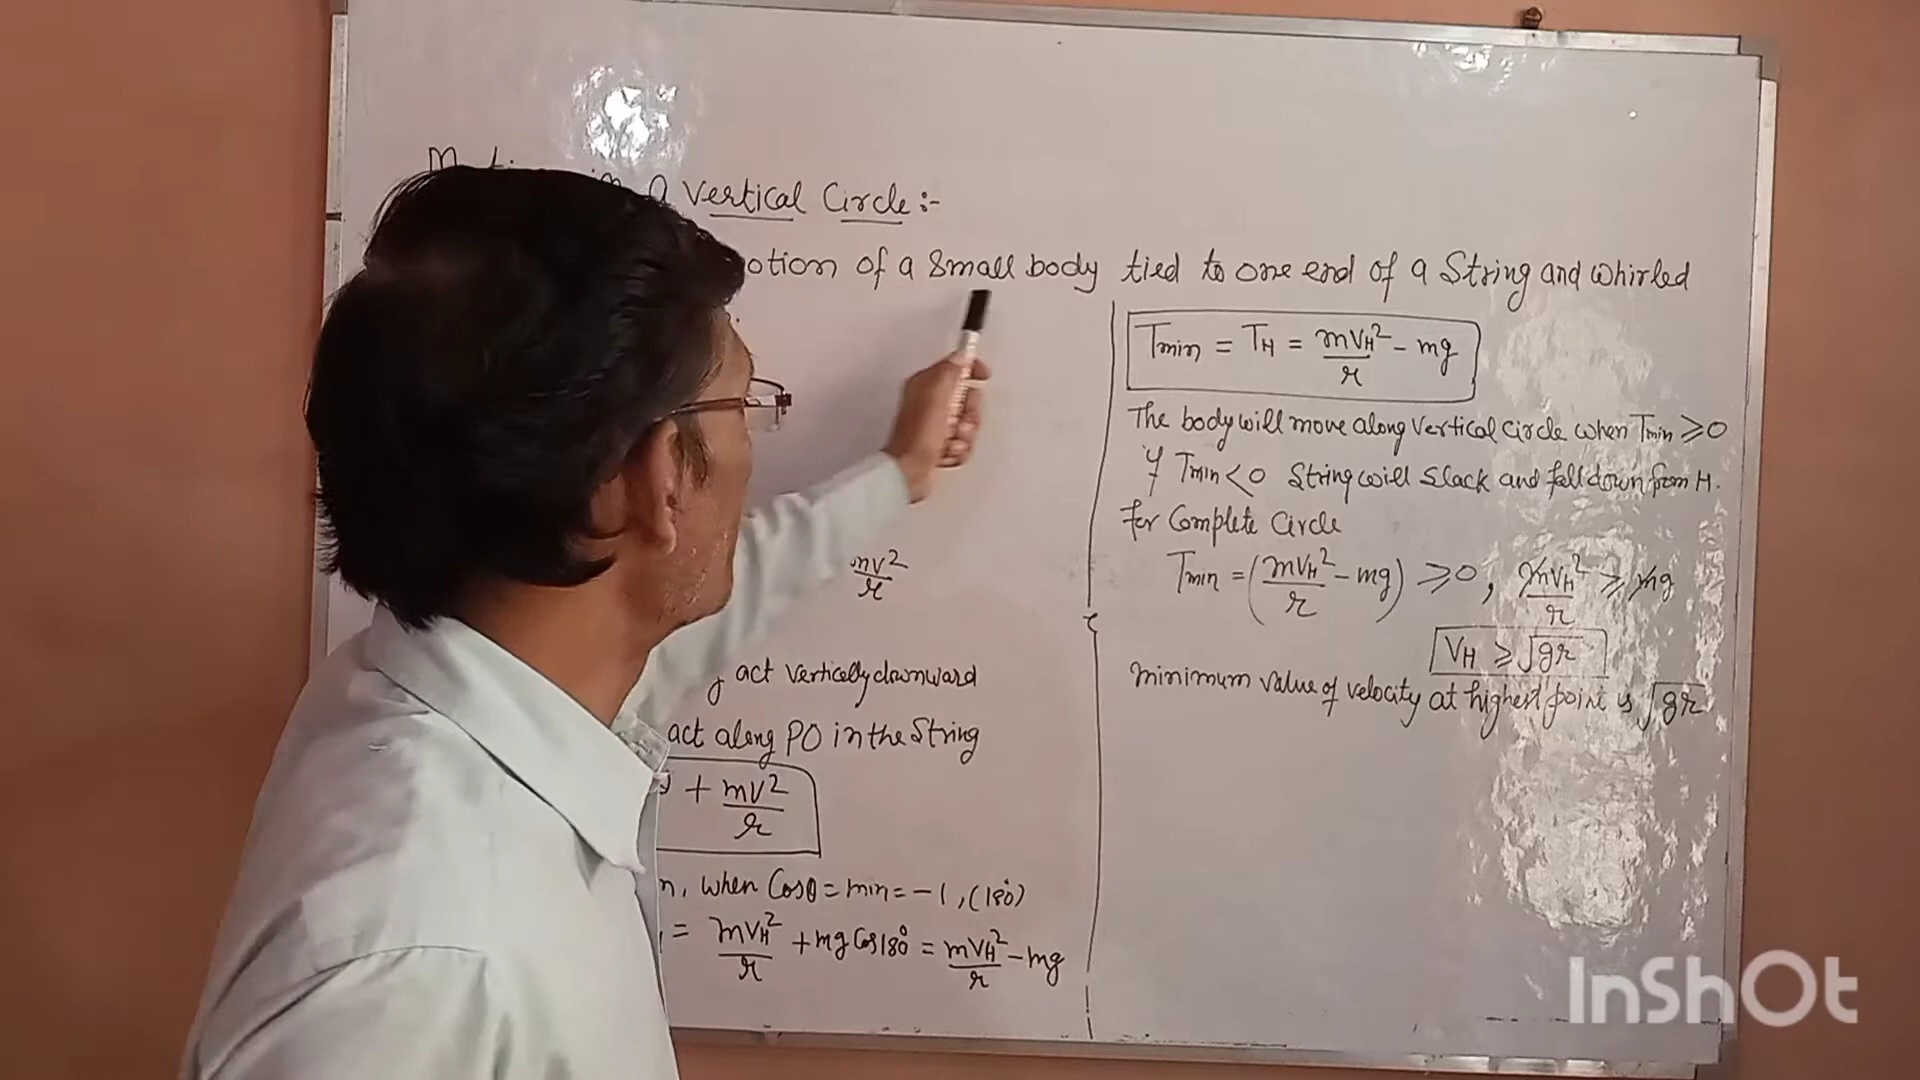 a Vertical Circle :-
otion of a Small body tied to one end of a String and whirled
mv²/r
act vertically downward
act along PO in the String
+ mv²/r
n, when Cosθ = min = -1, (180°)
= mVH²/r + mg Cos180° = mVH²/r - mg
Tmin = TH = mVH²/r - mg
The body will move along Vertical Circle when Tmin ⩾ 0
if Tmin < 0 String will Slack and fall down from H.
for Complete Circle
Tmin = (mVH²/r - mg) ⩾ 0, mVH²/r ⩾ mg
VH ⩾ √gr
minimum value of velocity at highest point is √gr
InShOt